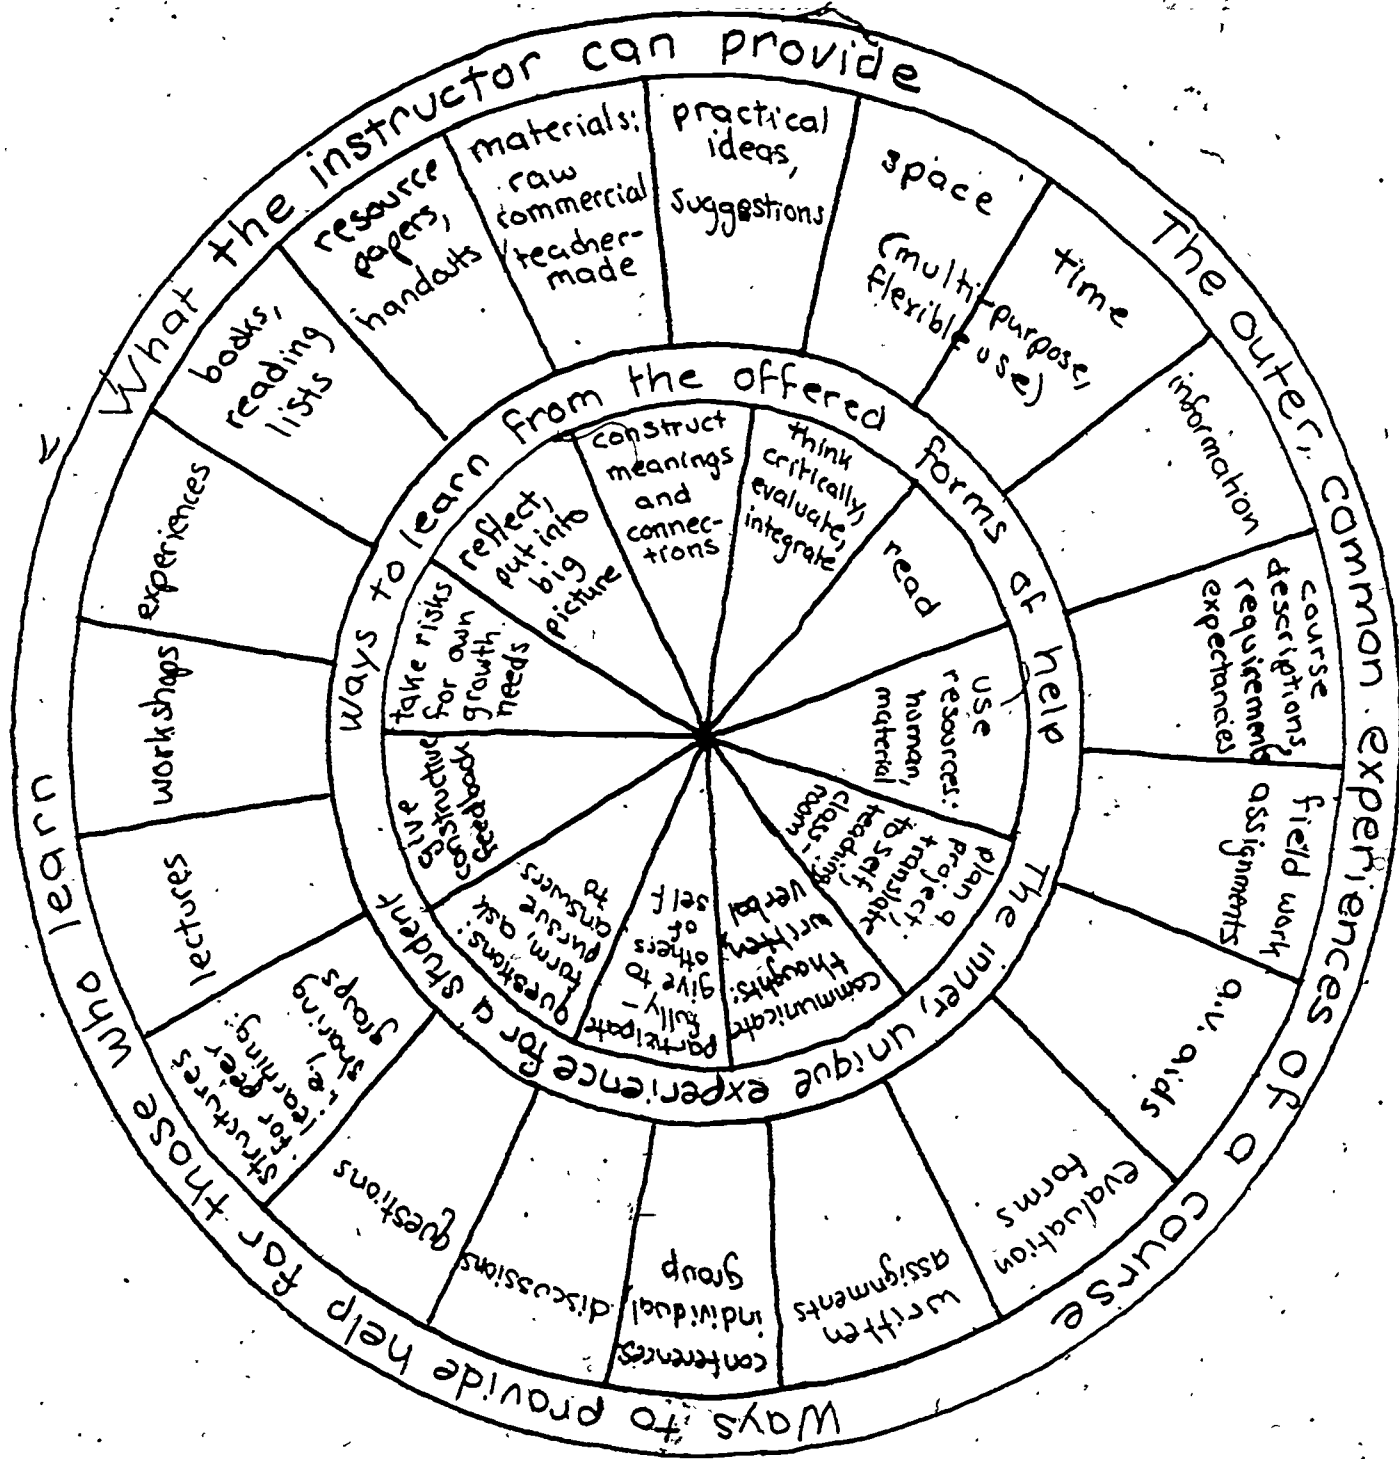 What the instructor can provide
The outer, common experiences of a course
Ways to provide help for those who learn
practical
ideas,
suggestions
space
(multi-purpose,
flexible use)
time
information
course
descriptions,
requirements
expectancies
field work
assignments
a.v. aids
evaluation
forms
written
assignments
conferences:
individual
group
discussions
questions
structures
for peer
learning:
i.e.,
sharing
groups
lectures
workshops
experiences
books,
reading
lists
resource
papers,
handouts
materials:
raw
commercial
teacher-
made
Ways to learn from the offered forms of help
The inner, unique experience for a student
construct
meanings
and
connec-
tions
think
critically,
evaluate,
integrate
read
use
resources:
human,
material
plan a
project,
translate
to self,
teaching,
class-
room
communicate
thoughts:
written,
verbal
participate
fully -
give to
others
of
self
questions:
form, ask
pursue
answers
to
give
constructive
feedback
take risks
for own
growth
needs
reflect,
put into
big
picture